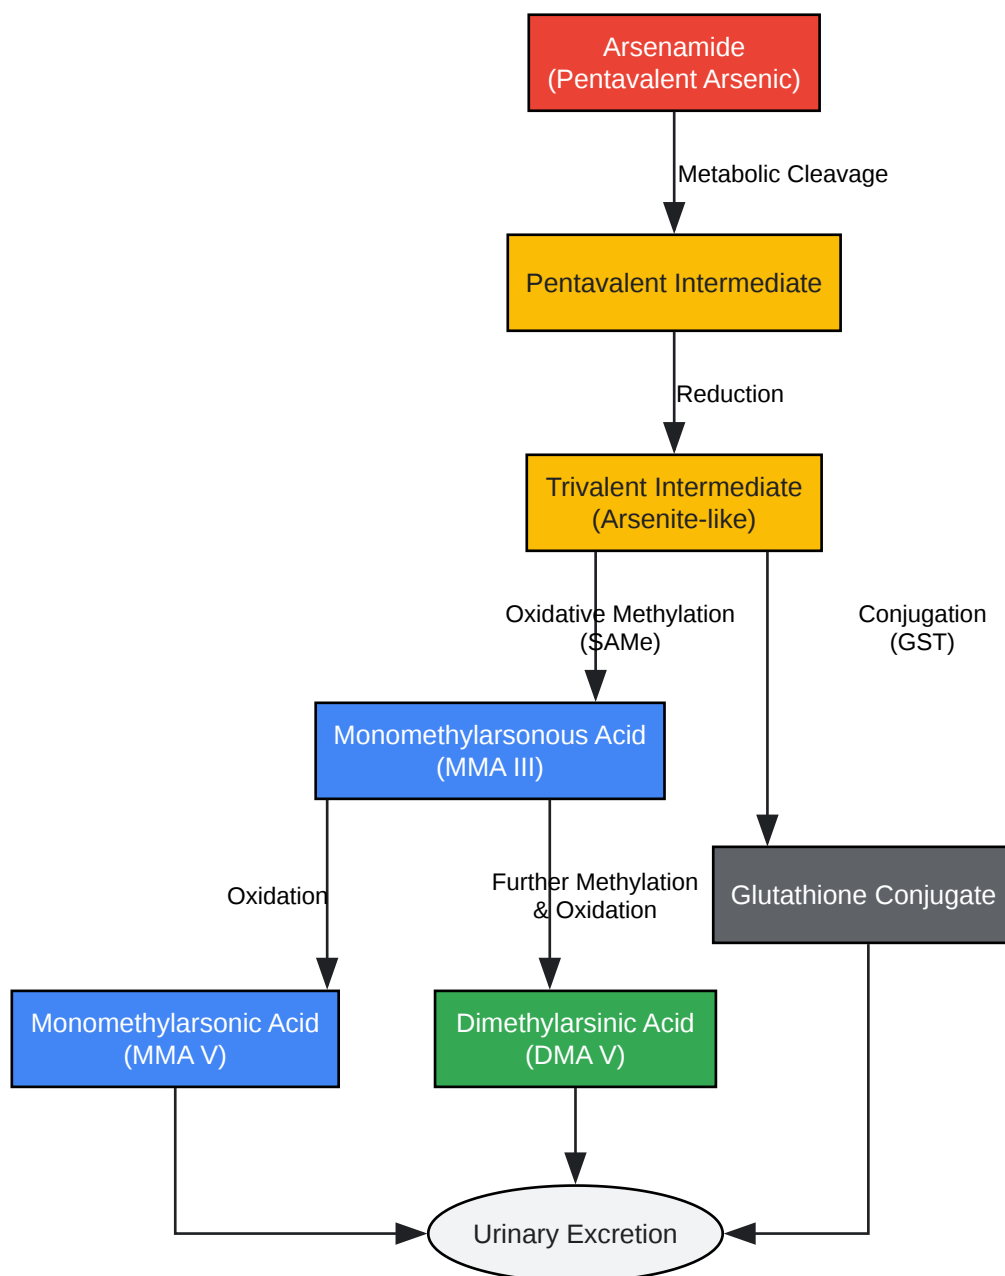 Arsenamide
(Pentavalent Arsenic)
Metabolic Cleavage
Pentavalent Intermediate
Reduction
Trivalent Intermediate
(Arsenite-like)
Oxidative Methylation
(SAMe)
Conjugation
(GST)
Monomethylarsonous Acid
(MMA III)
Oxidation
Further Methylation
& Oxidation
Glutathione Conjugate
Monomethylarsonic Acid
(MMA V)
Dimethylarsinic Acid
(DMA V)
Urinary Excretion